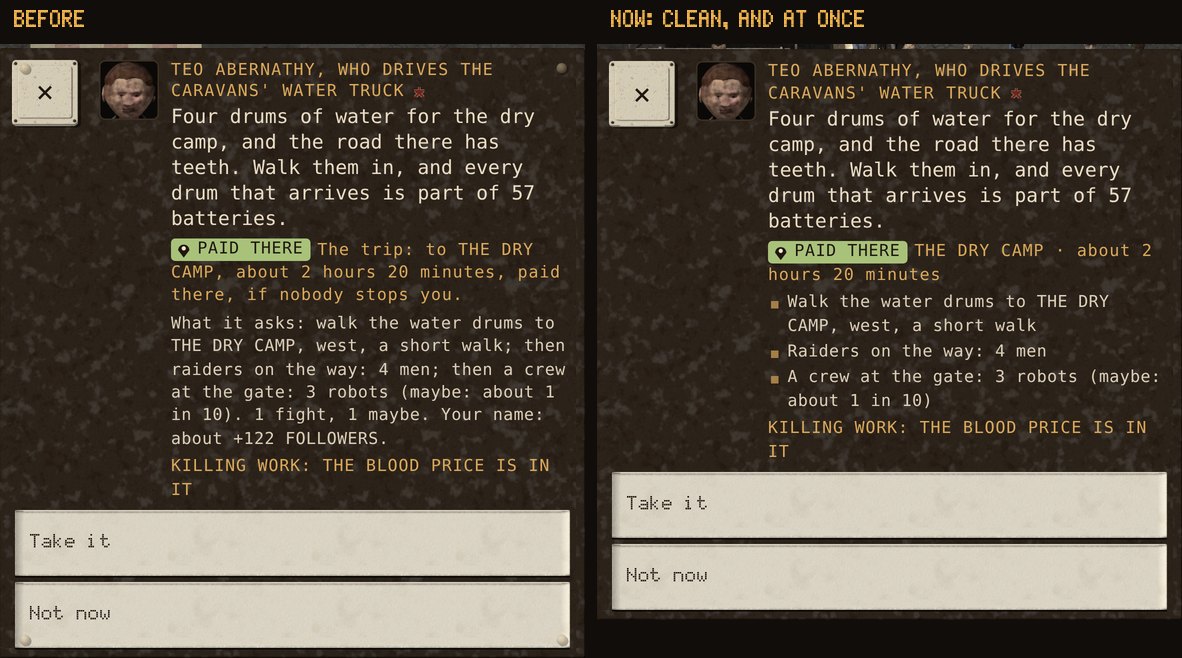 BEFORE
×
TEO ABERNATHY, WHO DRIVES THE
CARAVANS' WATER TRUCK
Four drums of water for the dry
camp, and the road there has
teeth. Walk them in, and every
drum that arrives is part of 57
batteries.
PAID THERE The trip: to THE DRY
CAMP, about 2 hours 20 minutes, paid
there, if nobody stops you.
What it asks: walk the water drums to
THE DRY CAMP, west, a short walk; then
raiders on the way: 4 men; then a crew
at the gate: 3 robots (maybe: about 1
in 10). 1 fight, 1 maybe. Your name:
about +122 FOLLOWERS.
KILLING WORK: THE BLOOD PRICE IS IN
IT
Take it
Not now
NOW: CLEAN, AND AT ONCE
×
TEO ABERNATHY, WHO DRIVES THE
CARAVANS' WATER TRUCK
Four drums of water for the dry
camp, and the road there has
teeth. Walk them in, and every
drum that arrives is part of 57
batteries.
PAID THERE THE DRY CAMP · about 2
hours 20 minutes
Walk the water drums to THE DRY
CAMP, west, a short walk
Raiders on the way: 4 men
A crew at the gate: 3 robots (maybe:
about 1 in 10)
KILLING WORK: THE BLOOD PRICE IS IN
IT
Take it
Not now